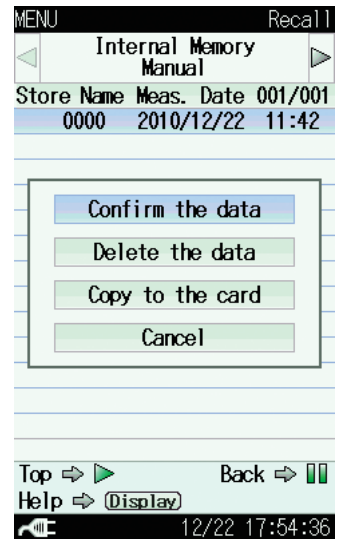 MENU Recall
Internal Memory
Manual
Store Name Meas. Date 001/001
0000 2010/12/22 11:42
Confirm the data
Delete the data
Copy to the card
Cancel
Top ⇨ ▶ Back ⇨ ▮▮
Help ⇨ (Display)
12/22 17:54:36